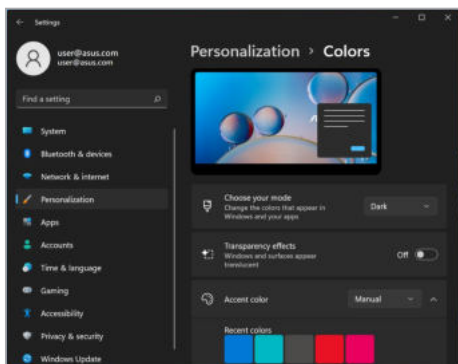 Settings
user@asus.com
user@asus.com
Find a setting
System
Bluetooth & devices
Network & internet
Personalization
Apps
Accounts
Time & language
Gaming
Accessibility
Privacy & security
Windows Update
Personalization > Colors
Choose your mode
Change the colors that appear in
Windows and your apps
Dark
Transparency effects
Windows and surfaces appear
translucent
Off
Accent color
Manual
Recent colors